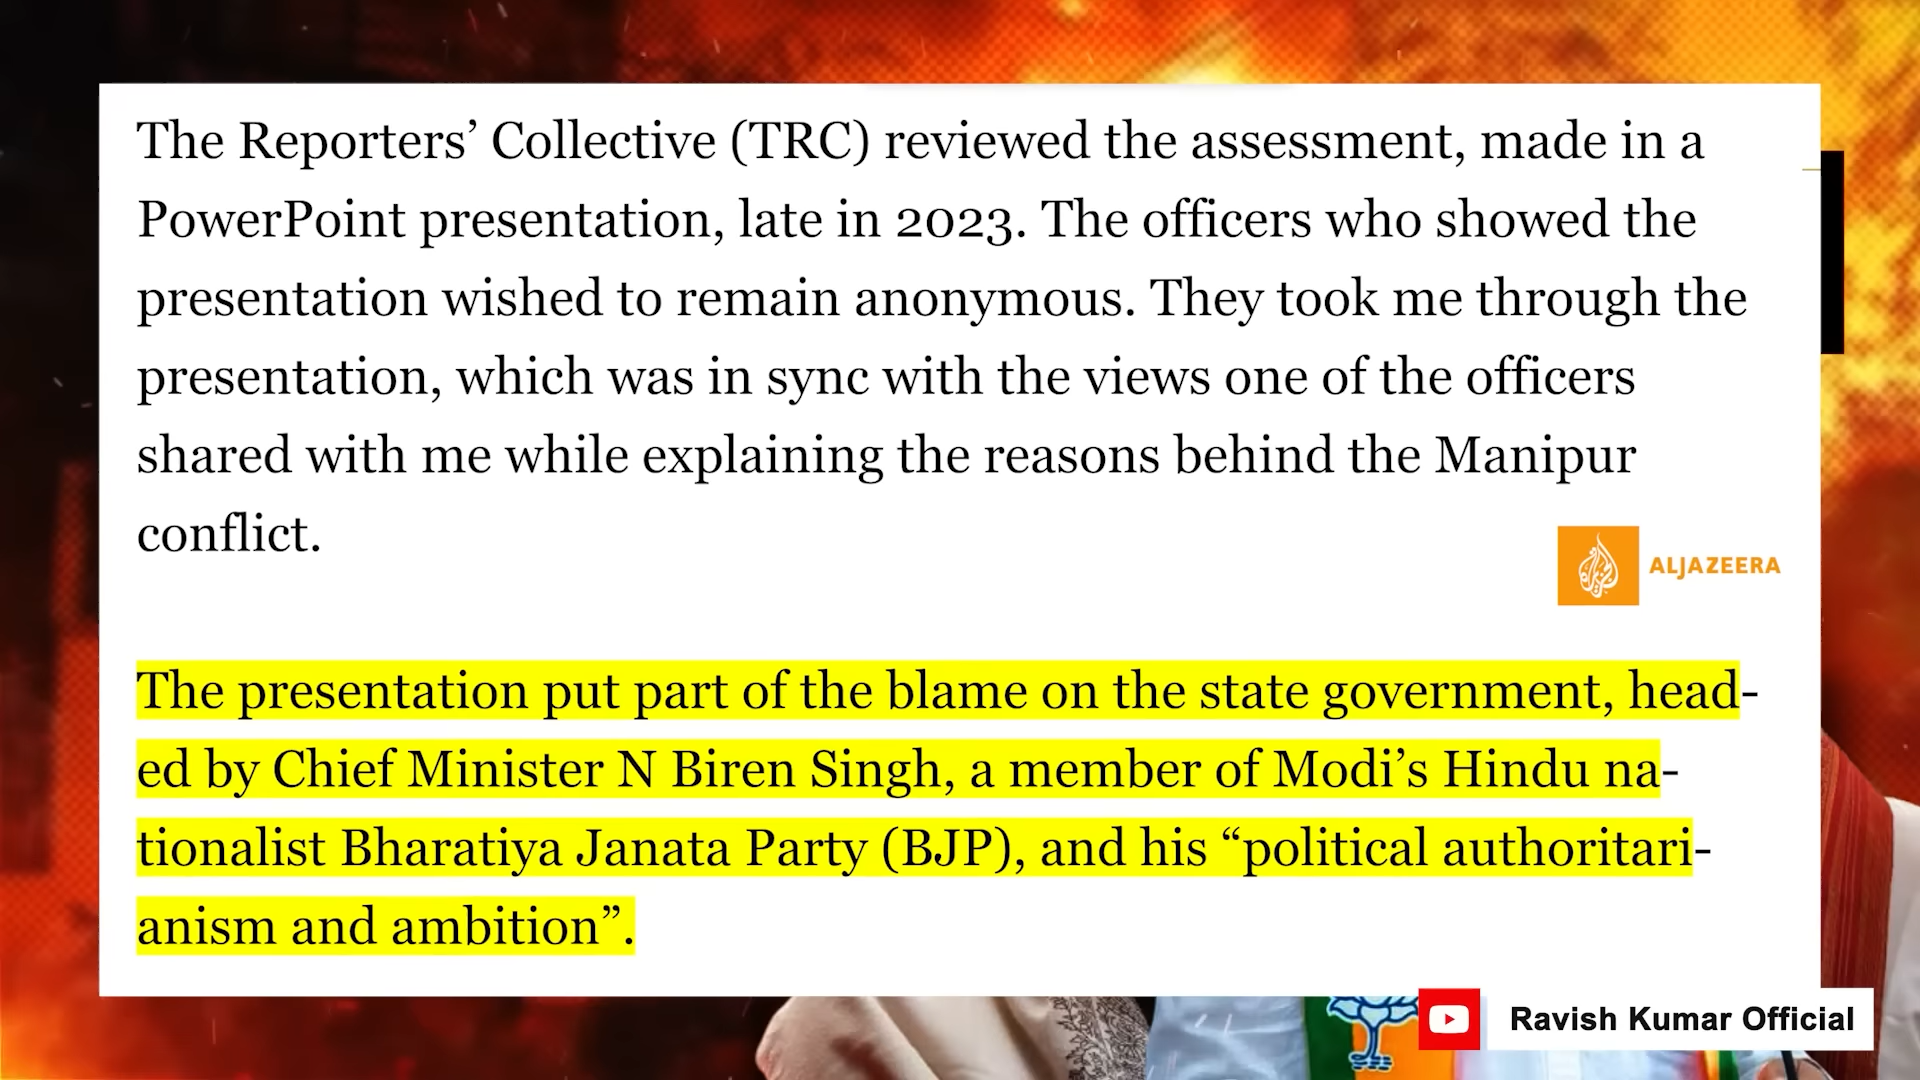 The Reporters’ Collective (TRC) reviewed the assessment, made in a
PowerPoint presentation, late in 2023. The officers who showed the
presentation wished to remain anonymous. They took me through the
presentation, which was in sync with the views one of the officers
shared with me while explaining the reasons behind the Manipur
conflict.
ALJAZEERA
The presentation put part of the blame on the state government, head-
ed by Chief Minister N Biren Singh, a member of Modi’s Hindu na-
tionalist Bharatiya Janata Party (BJP), and his “political authoritari-
anism and ambition”.
Ravish Kumar Official